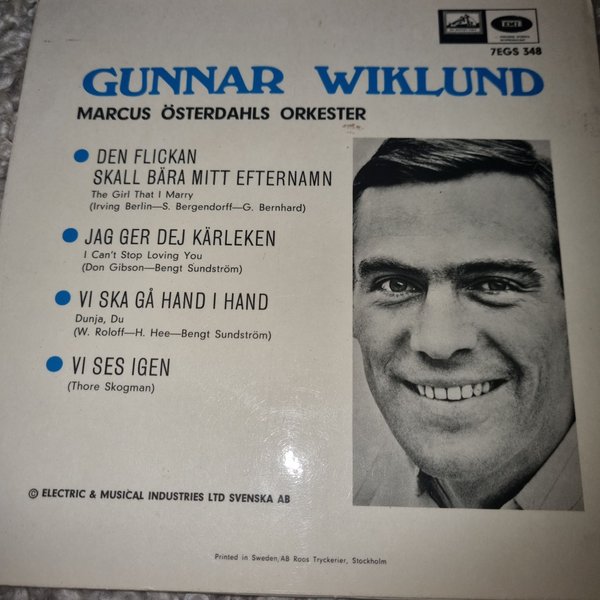 EMI
7EGS 348
GUNNAR WIKLUND
MARCUS ÖSTERDAHLS ORKESTER
DEN FLICKAN
SKALL BÄRA MITT EFTERNAMN
The Girl That I Marry
(Irving Berlin—S. Bergendorff—G. Bernhard)
JAG GER DEJ KÄRLEKEN
I Can't Stop Loving You
(Don Gibson—Bengt Sundström)
VI SKA GÅ HAND I HAND
Dunja, Du
(W. Roloff—H. Hee—Bengt Sundström)
VI SES IGEN
(Thore Skogman)
© ELECTRIC & MUSICAL INDUSTRIES LTD SVENSKA AB
Printed in Sweden, AB Roos Tryckerier, Stockholm